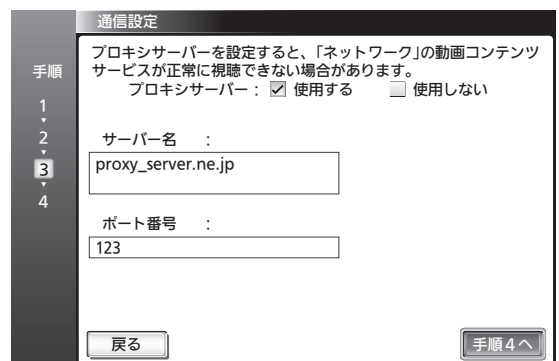 通信設定
手順
1
2
3
4
プロキシサーバーを設定すると、「ネットワーク」の動画コンテンツ
サービスが正常に視聴できない場合があります。
プロキシサーバー : 使用する 使用しない
サーバー名 :
proxy_server.ne.jp
ポート番号 :
123
戻る
手順4へ